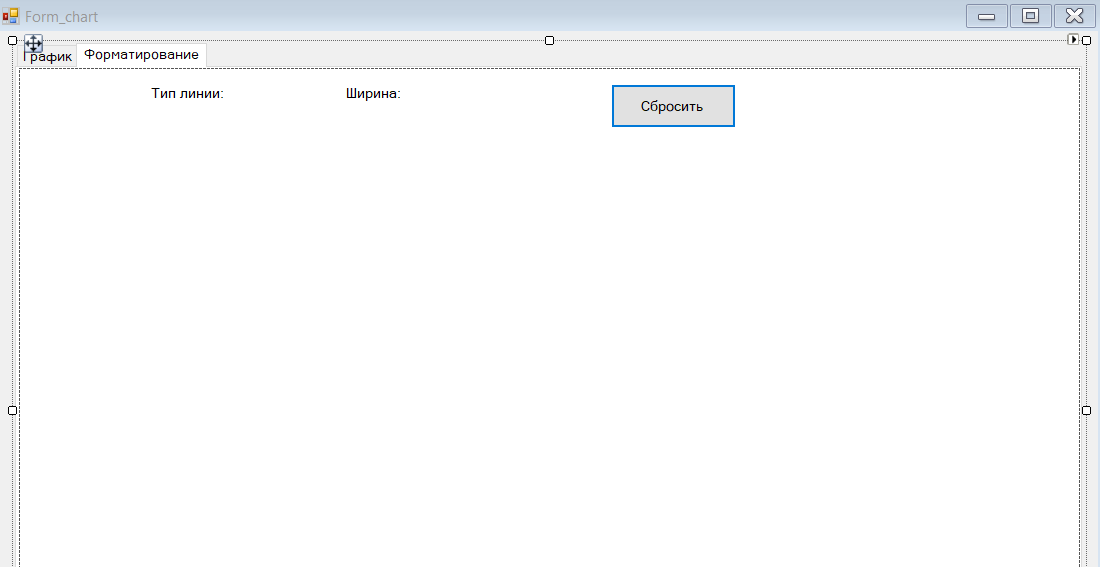 Form_chart
График
Форматирование
Тип линии:
Ширина:
Сбросить